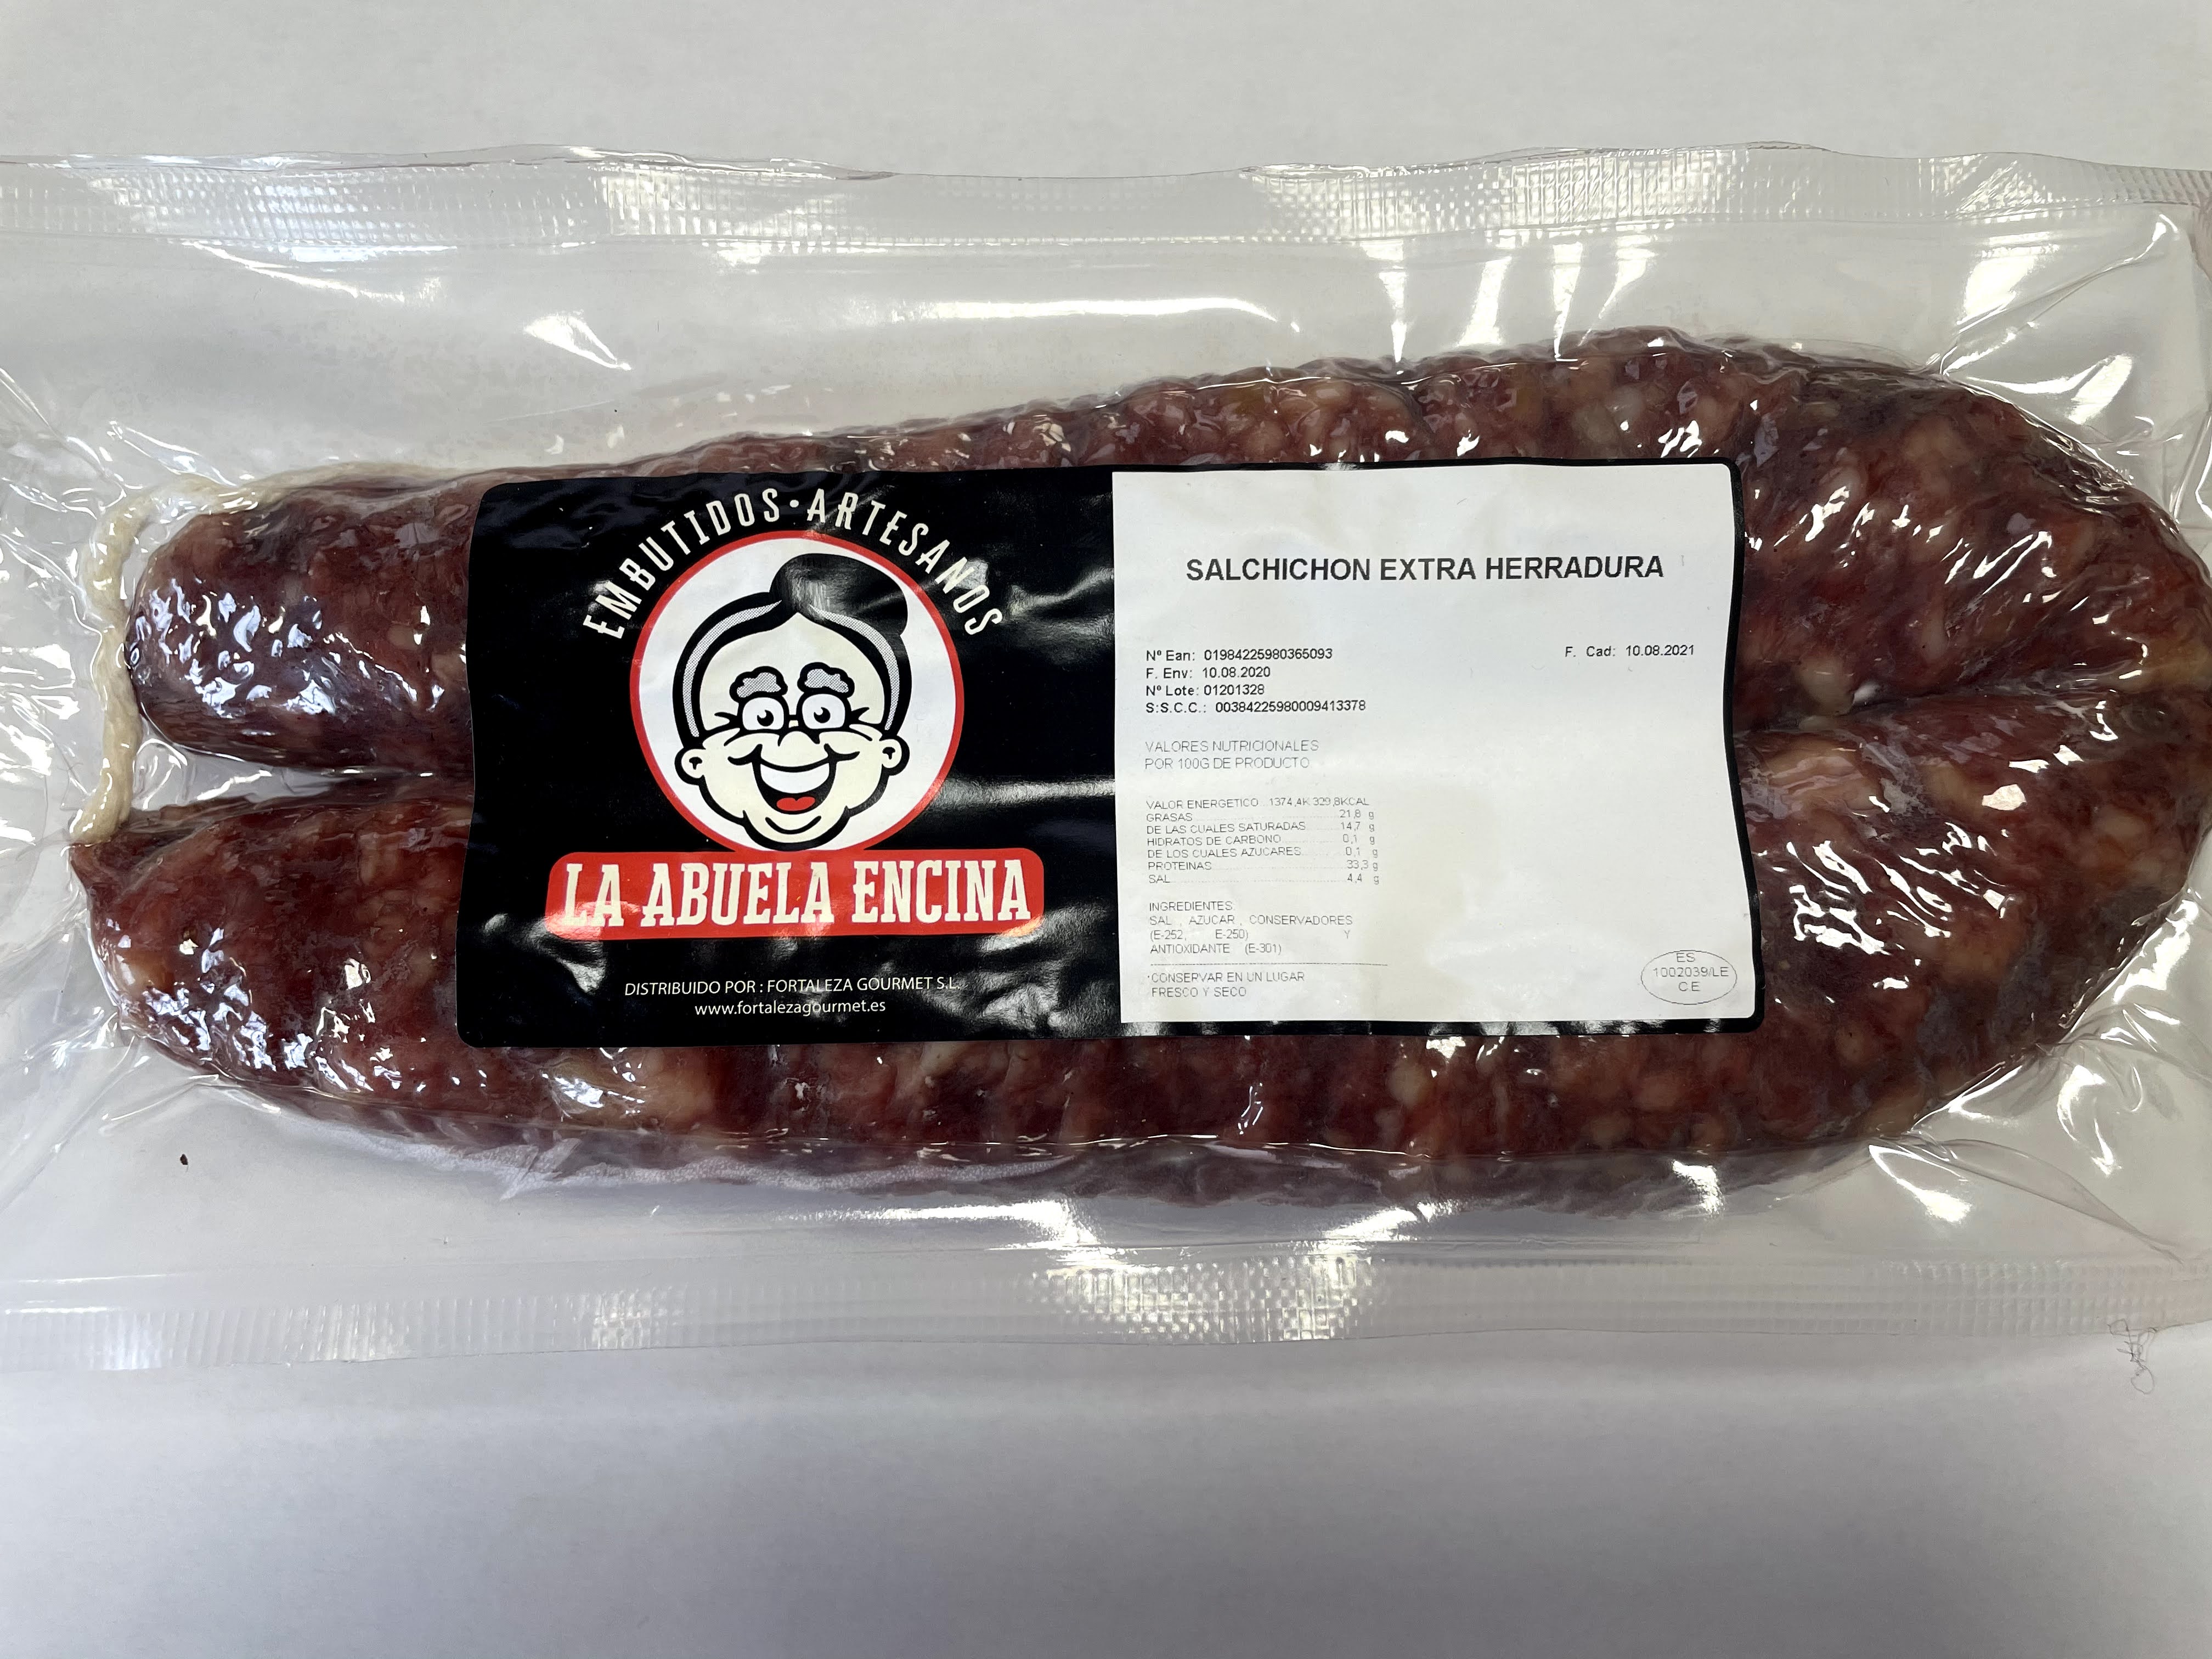 EMBUTIDOS·ARTESANOS
LA ABUELA ENCINA
DISTRIBUIDO POR : FORTALEZA GOURMET S.L.
www.fortalezagourmet.es
SALCHICHON EXTRA HERRADURA
Nº Ean: 01984225980365093
F. Cad: 10.08.2021
F. Env: 10.08.2020
Nº Lote: 01201328
S.S.C.C.: 00384225980009413378
VALORES NUTRICIONALES
POR 100G DE PRODUCTO
VALOR ENERGETICO...1374,4K 329,8KCAL
GRASAS 21,8 g
DE LAS CUALES SATURADAS 14,7 g
HIDRATOS DE CARBONO 0,1 g
DE LOS CUALES AZUCARES 0,1 g
PROTEINAS 33,3 g
SAL 4,4 g
INGREDIENTES:
SAL , AZUCAR , CONSERVADORES
(E-252, E-250) Y
ANTIOXIDANTE (E-301)
*CONSERVAR EN UN LUGAR
FRESCO Y SECO
ES
1002039/LE
CE